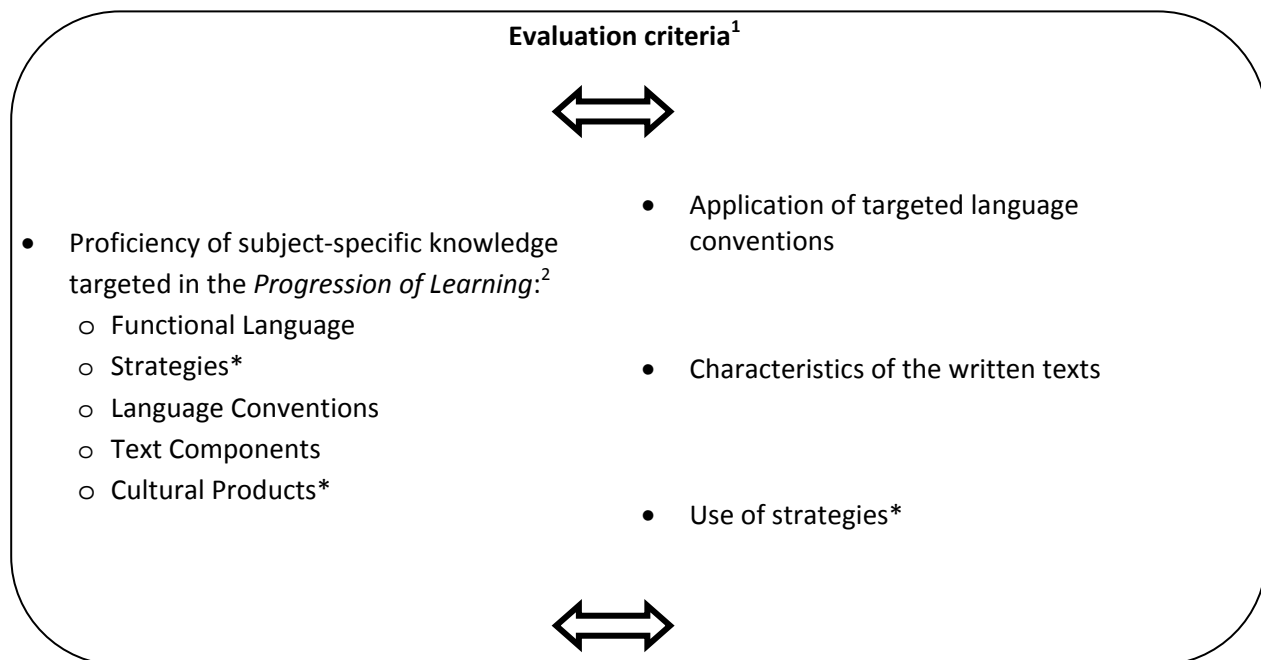 Evaluation criteria¹
• Proficiency of subject-specific knowledge
targeted in the Progression of Learning:²
o Functional Language
o Strategies*
o Language Conventions
o Text Components
o Cultural Products*
• Application of targeted language
conventions
• Characteristics of the written texts
• Use of strategies*